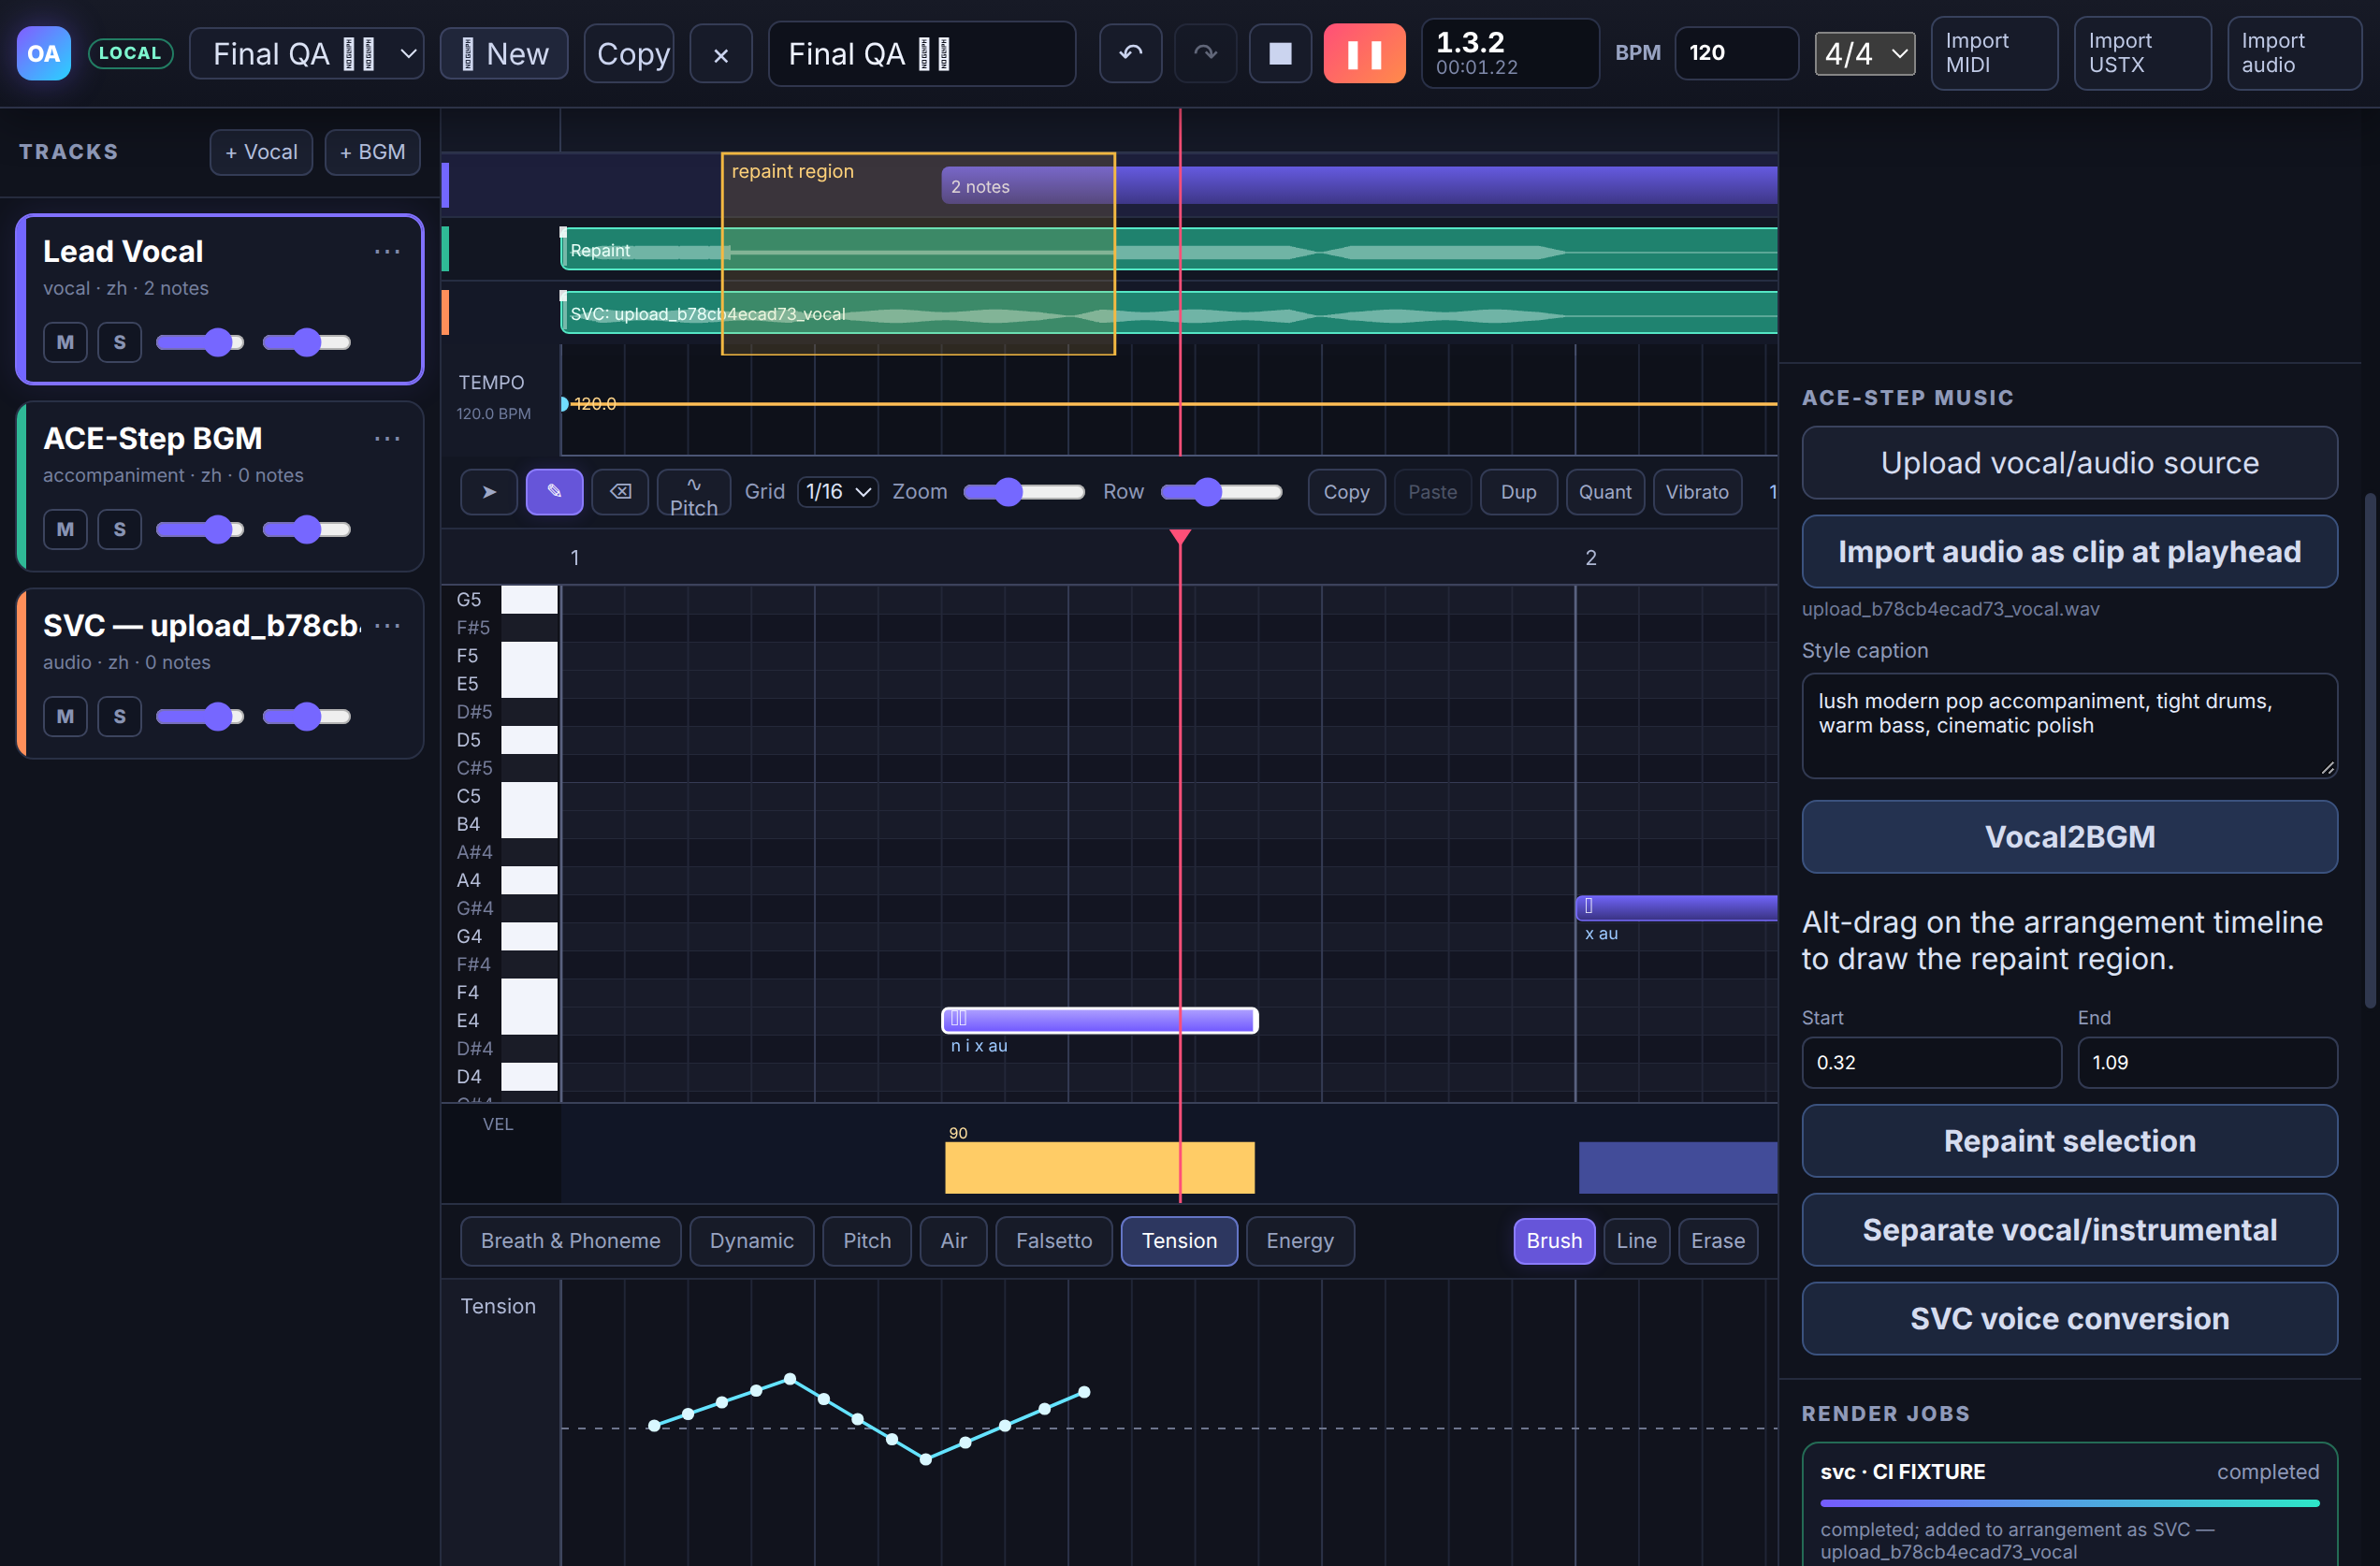 OA LOCAL Final QA New Copy × Final QA 1.3.2 00:01.22 BPM 120 4/4 Import MIDI Import USTX Import audio
TRACKS + Vocal + BGM
Lead Vocal ...
vocal · zh · 2 notes
M S
ACE-Step BGM ...
accompaniment · zh · 0 notes
M S
SVC — upload_b78cb ...
audio · zh · 0 notes
M S
repaint region
2 notes
Repaint
SVC: upload_b78cb4ecad73_vocal
TEMPO
120.0 BPM
120.0
Pitch Grid 1/16 Zoom Row Copy Paste Dup Quant Vibrato 1
1 2
G5
F#5
F5
E5
D#5
D5
C#5
C5
B4
A#4
A4
G#4
x au
G4
F#4
F4
E4
n i x au
D#4
D4
C#4
VEL
90
Breath & Phoneme Dynamic Pitch Air Falsetto Tension Energy Brush Line Erase
Tension
ACE-STEP MUSIC
Upload vocal/audio source
Import audio as clip at playhead
upload_b78cb4ecad73_vocal.wav
Style caption
lush modern pop accompaniment, tight drums,
warm bass, cinematic polish
Vocal2BGM
Alt-drag on the arrangement timeline
to draw the repaint region.
Start End
0.32 1.09
Repaint selection
Separate vocal/instrumental
SVC voice conversion
RENDER JOBS
svc · CI FIXTURE completed
completed; added to arrangement as SVC —
upload_b78cb4ecad73_vocal